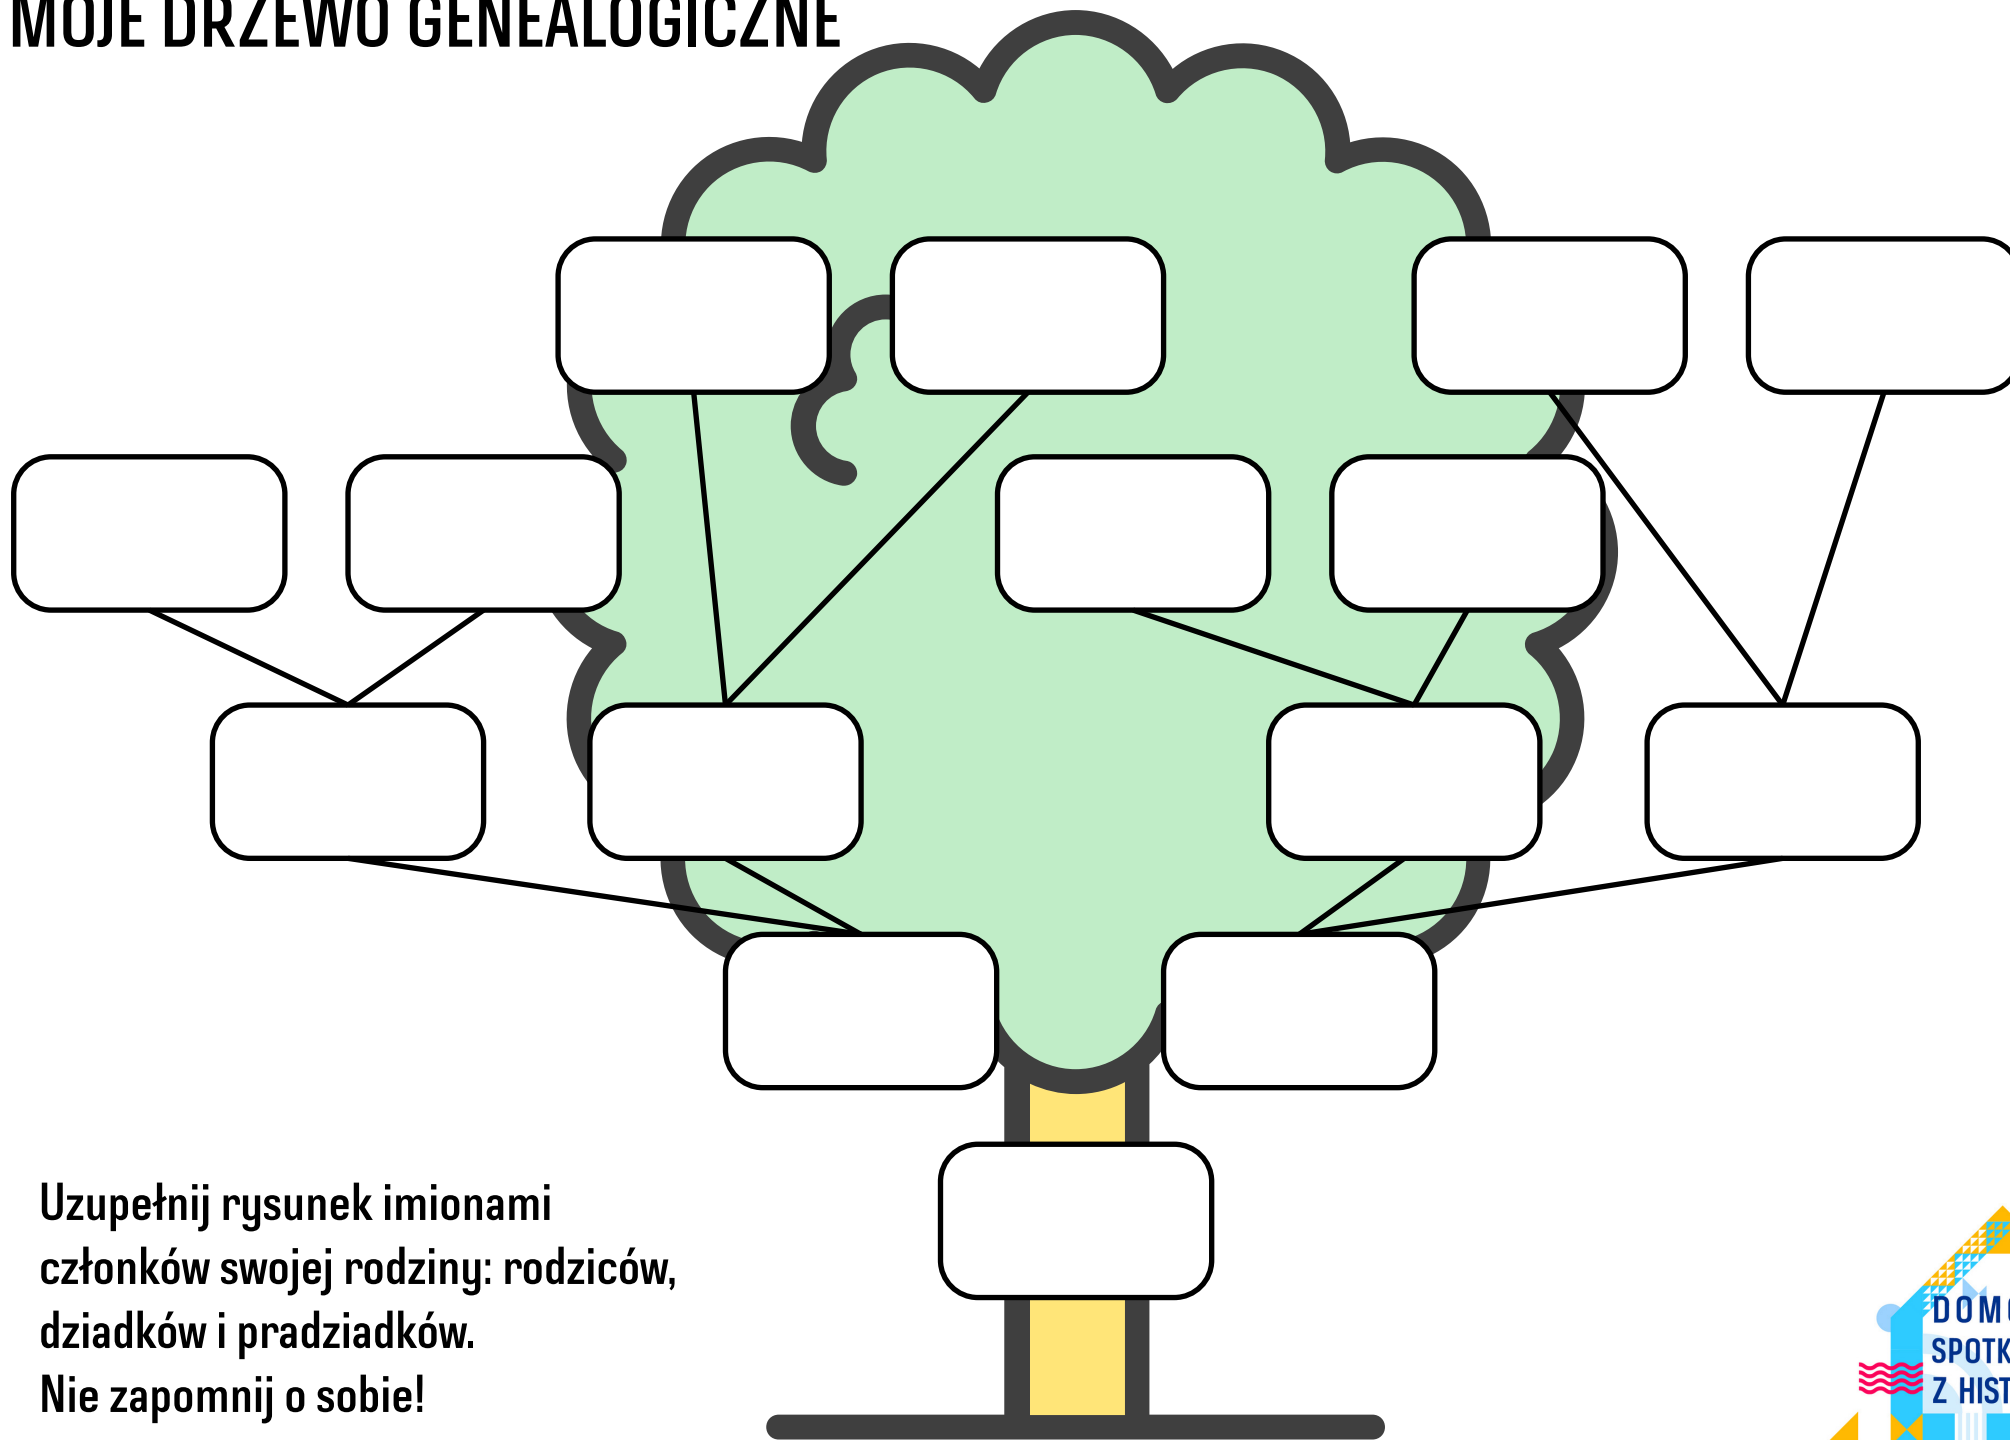 MOJE DRZEWO GENEALOGICZNE
Uzupełnij rysunek imionami
członków swojej rodziny: rodziców,
dziadków i pradziadków.
Nie zapomnij o sobie!
Z